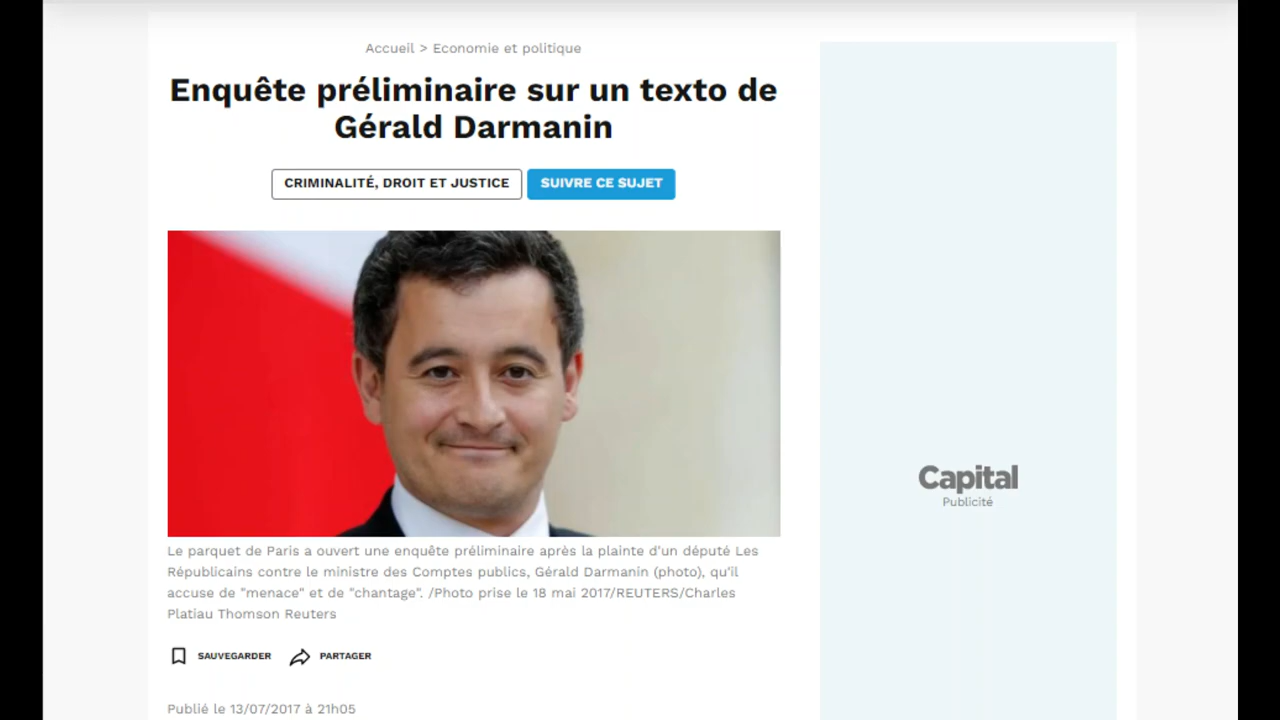 Accueil > Economie et politique
Enquête préliminaire sur un texto de
Gérald Darmanin
CRIMINALITÉ, DROIT ET JUSTICE
SUIVRE CE SUJET
Le parquet de Paris a ouvert une enquête préliminaire après la plainte d'un député Les
Républicains contre le ministre des Comptes publics, Gérald Darmanin (photo), qu'il
accuse de "menace" et de "chantage". /Photo prise le 18 mai 2017/REUTERS/Charles
Platiau Thomson Reuters
SAUVEGARDER
PARTAGER
Publié le 13/07/2017 à 21h05
Capital
Publicité